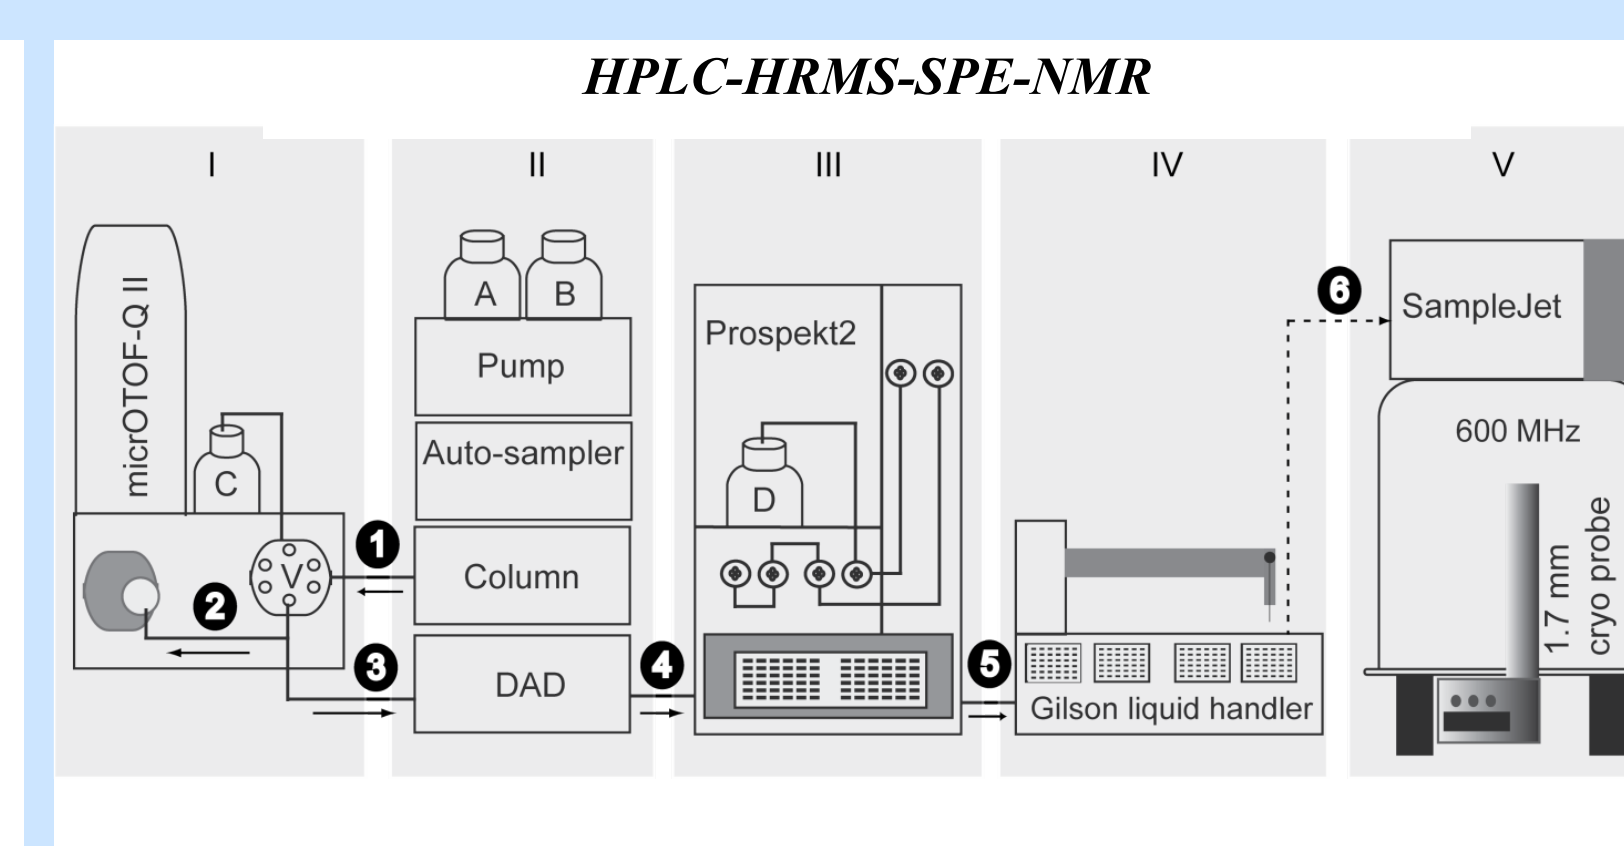 HPLC-HRMS-SPE-NMR
I
II
III
IV
V
micrOTOF-Q II
C
V
2
1
3
A
B
Pump
Auto-sampler
Column
DAD
4
Prospekt2
D
5
Gilson liquid handler
6
SampleJet
600 MHz
1.7 mm
cryo probe